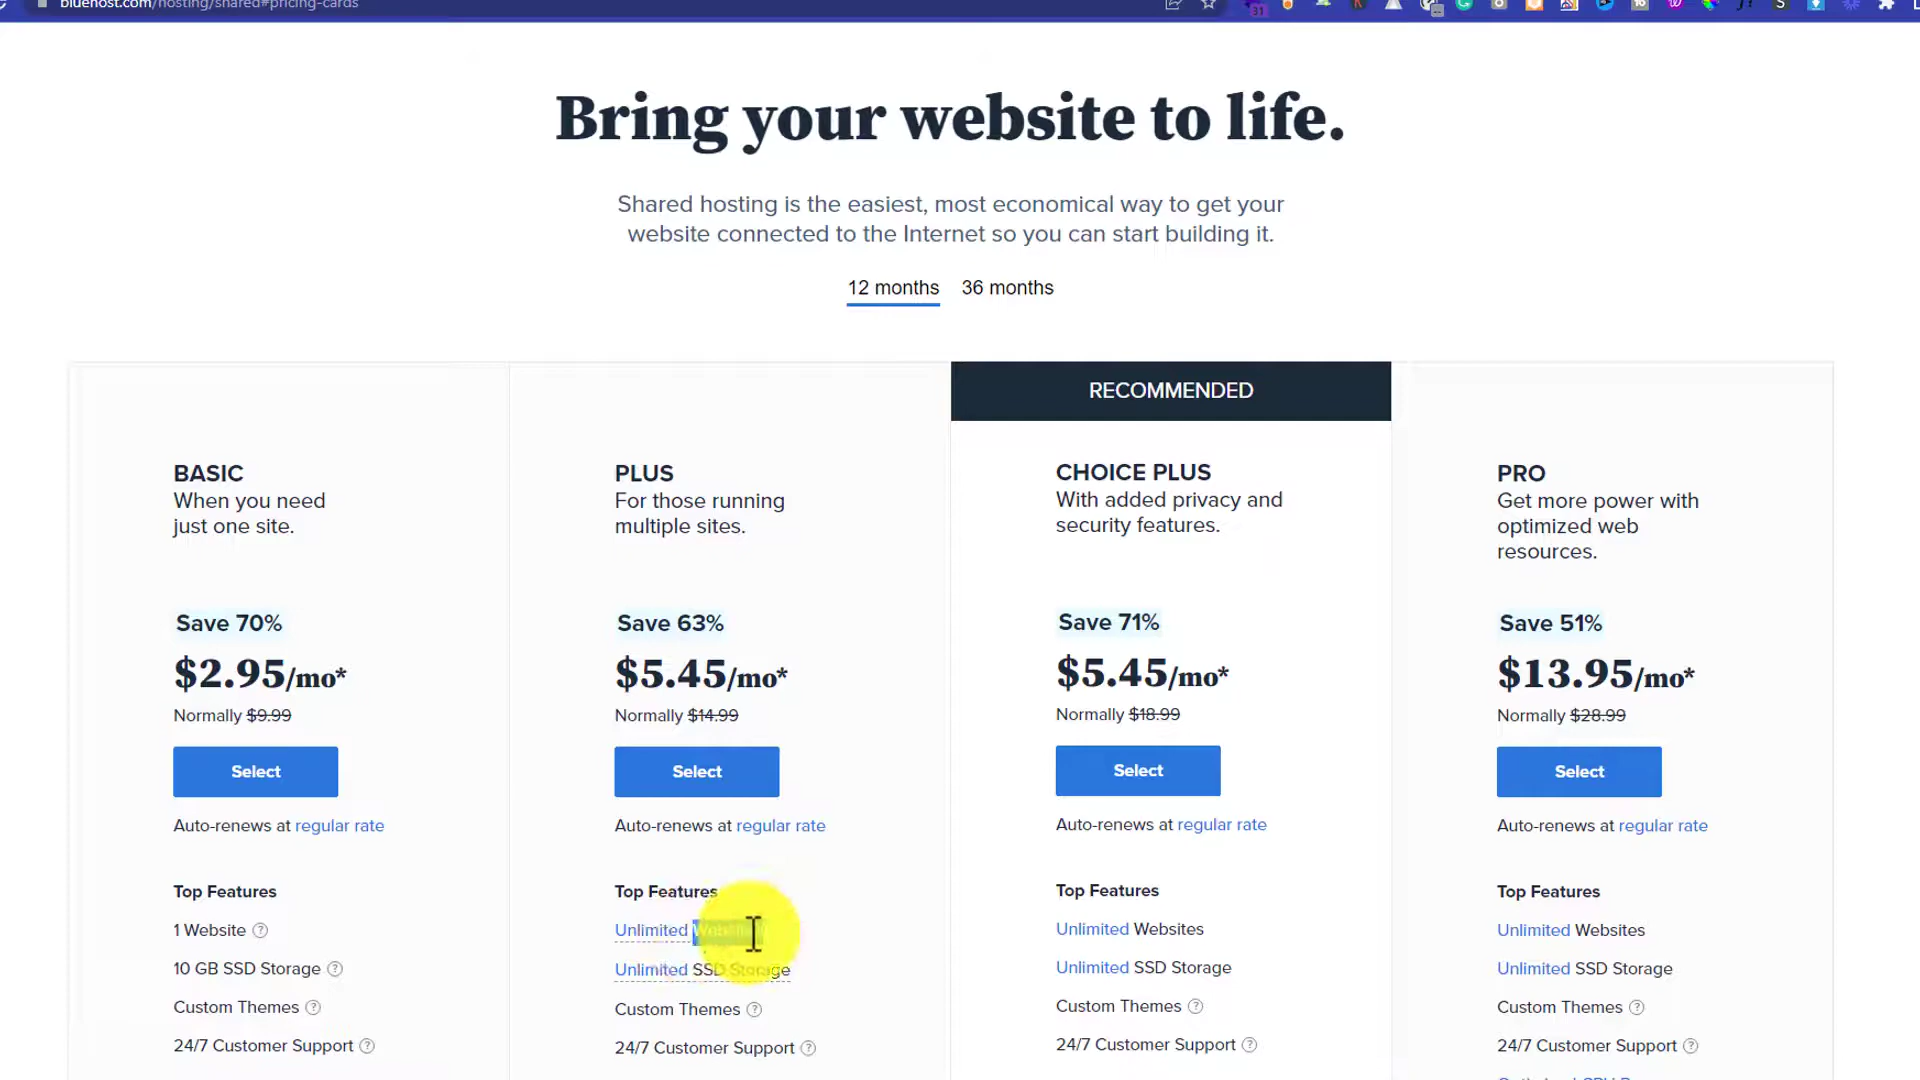 bluehost.com/hosting/shared#pricing-cards
31
Bring your website to life.
Shared hosting is the easiest, most economical way to get your
website connected to the Internet so you can start building it.
12 months 36 months
RECOMMENDED
BASIC
When you need
just one site.
Save 70%
$2.95/mo*
Normally $9.99
Select
Auto-renews at regular rate
Top Features
1 Website
10 GB SSD Storage
Custom Themes
24/7 Customer Support
PLUS
For those running
multiple sites.
Save 63%
$5.45/mo*
Normally $14.99
Select
Auto-renews at regular rate
Top Features
Unlimited Websites
Unlimited SSD Storage
Custom Themes
24/7 Customer Support
CHOICE PLUS
With added privacy and
security features.
Save 71%
$5.45/mo*
Normally $18.99
Select
Auto-renews at regular rate
Top Features
Unlimited Websites
Unlimited SSD Storage
Custom Themes
24/7 Customer Support
PRO
Get more power with
optimized web
resources.
Save 51%
$13.95/mo*
Normally $28.99
Select
Auto-renews at regular rate
Top Features
Unlimited Websites
Unlimited SSD Storage
Custom Themes
24/7 Customer Support